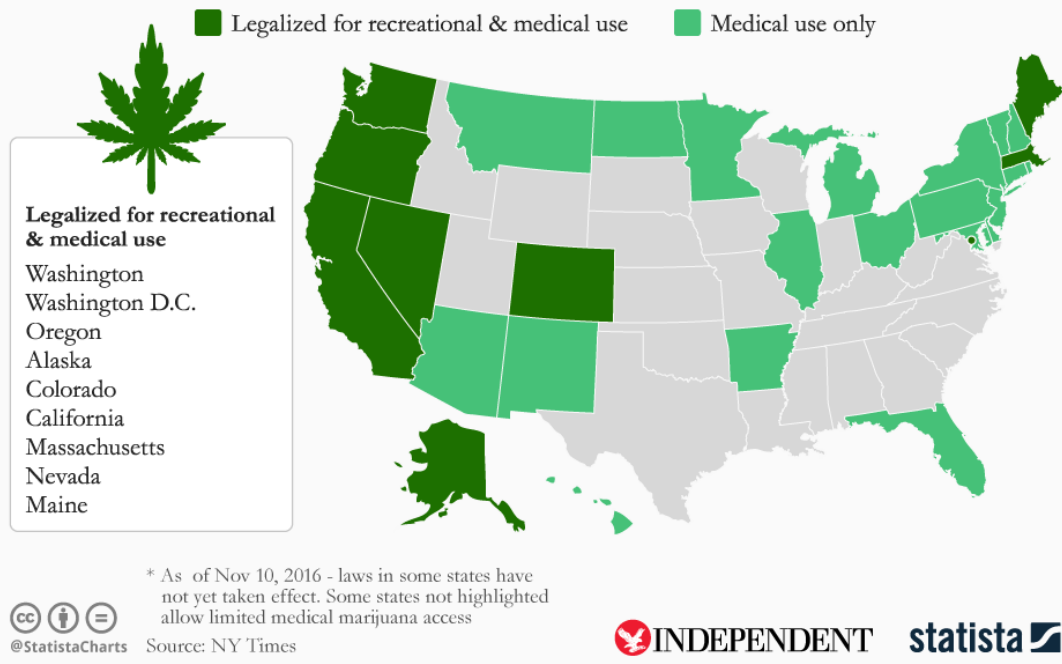 Legalized for recreational & medical use
Medical use only
Legalized for recreational
& medical use
Washington
Washington D.C.
Oregon
Alaska
Colorado
California
Massachusetts
Nevada
Maine
* As of Nov 10, 2016 - laws in some states have
not yet taken effect. Some states not highlighted
allow limited medical marijuana access
cc
@StatistaCharts
Source: NY Times
INDEPENDENT
statista